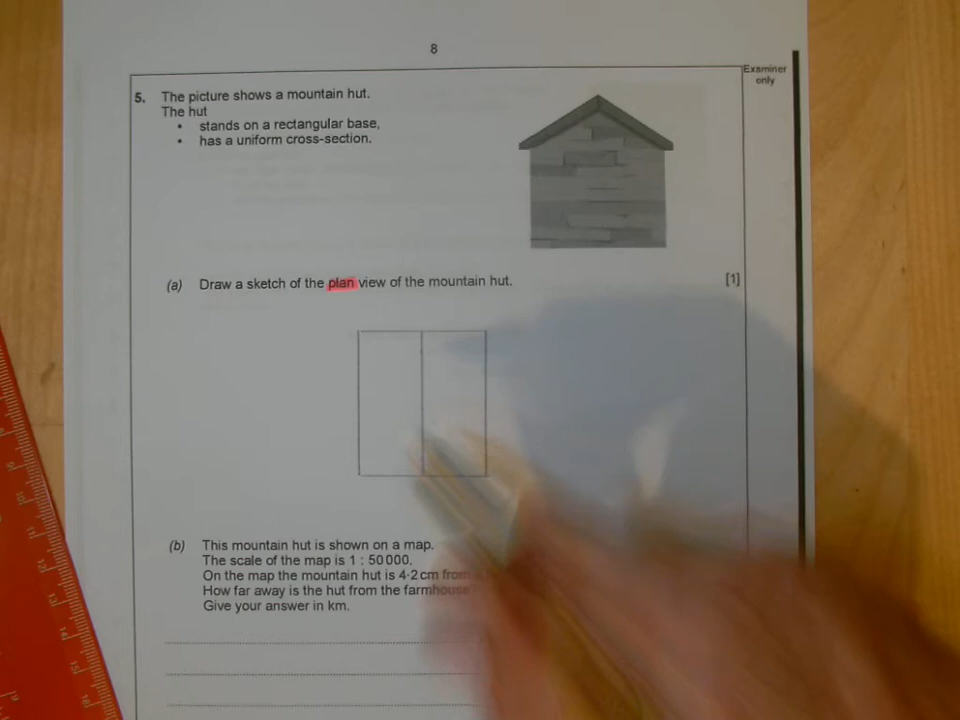 8
Examiner
only
5. The picture shows a mountain hut.
The hut
• stands on a rectangular base,
• has a uniform cross-section.
(a) Draw a sketch of the plan view of the mountain hut. [1]
(b) This mountain hut is shown on a map.
The scale of the map is 1 : 50 000.
On the map the mountain hut is 4·2 cm from
How far away is the hut from the farmhouse
Give your answer in km.